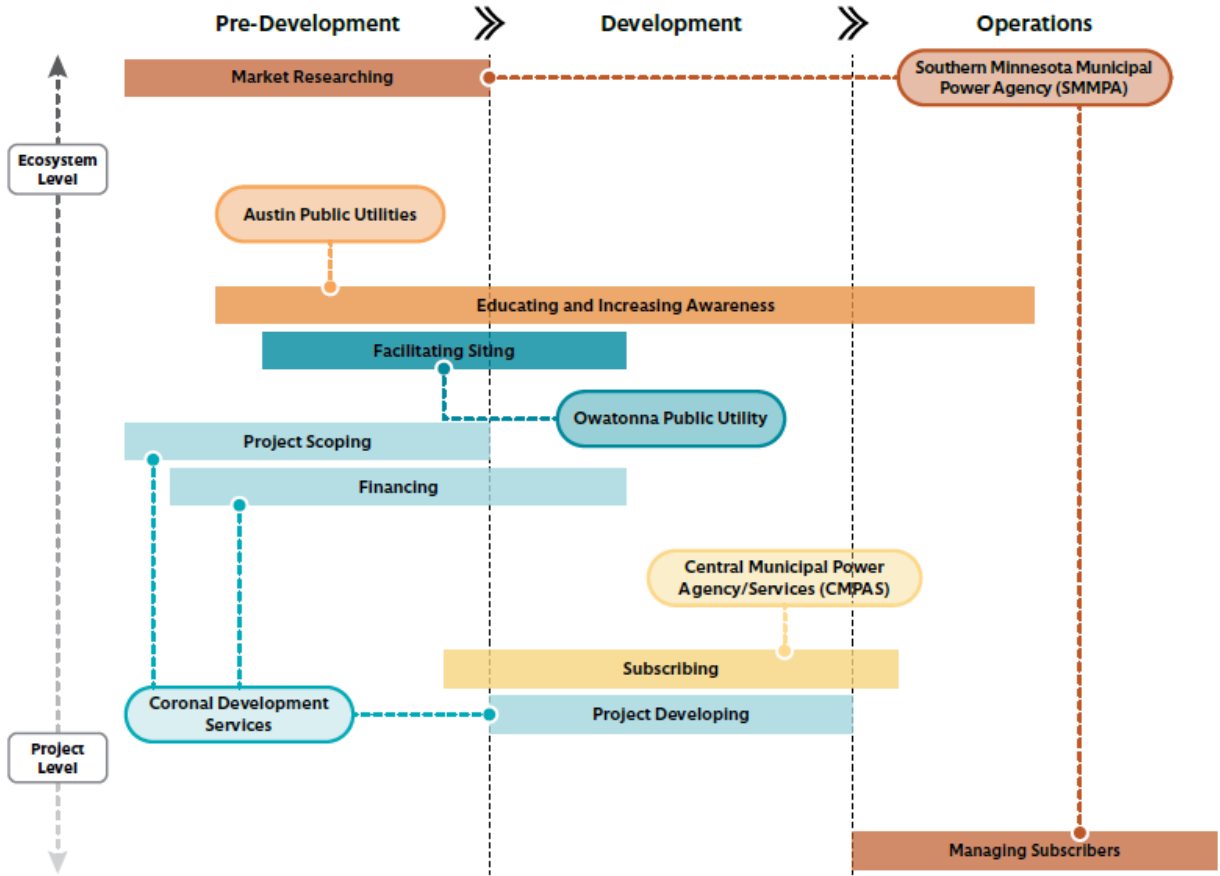 Pre-Development
Development
Operations
Market Researching
Southern Minnesota Municipal
Power Agency (SMMPA)
Ecosystem
Level
Austin Public Utilities
Educating and Increasing Awareness
Facilitating Siting
Owatonna Public Utility
Project Scoping
Financing
Central Municipal Power
Agency/Services (CMPAS)
Subscribing
Coronal Development
Services
Project Developing
Project
Level
Managing Subscribers